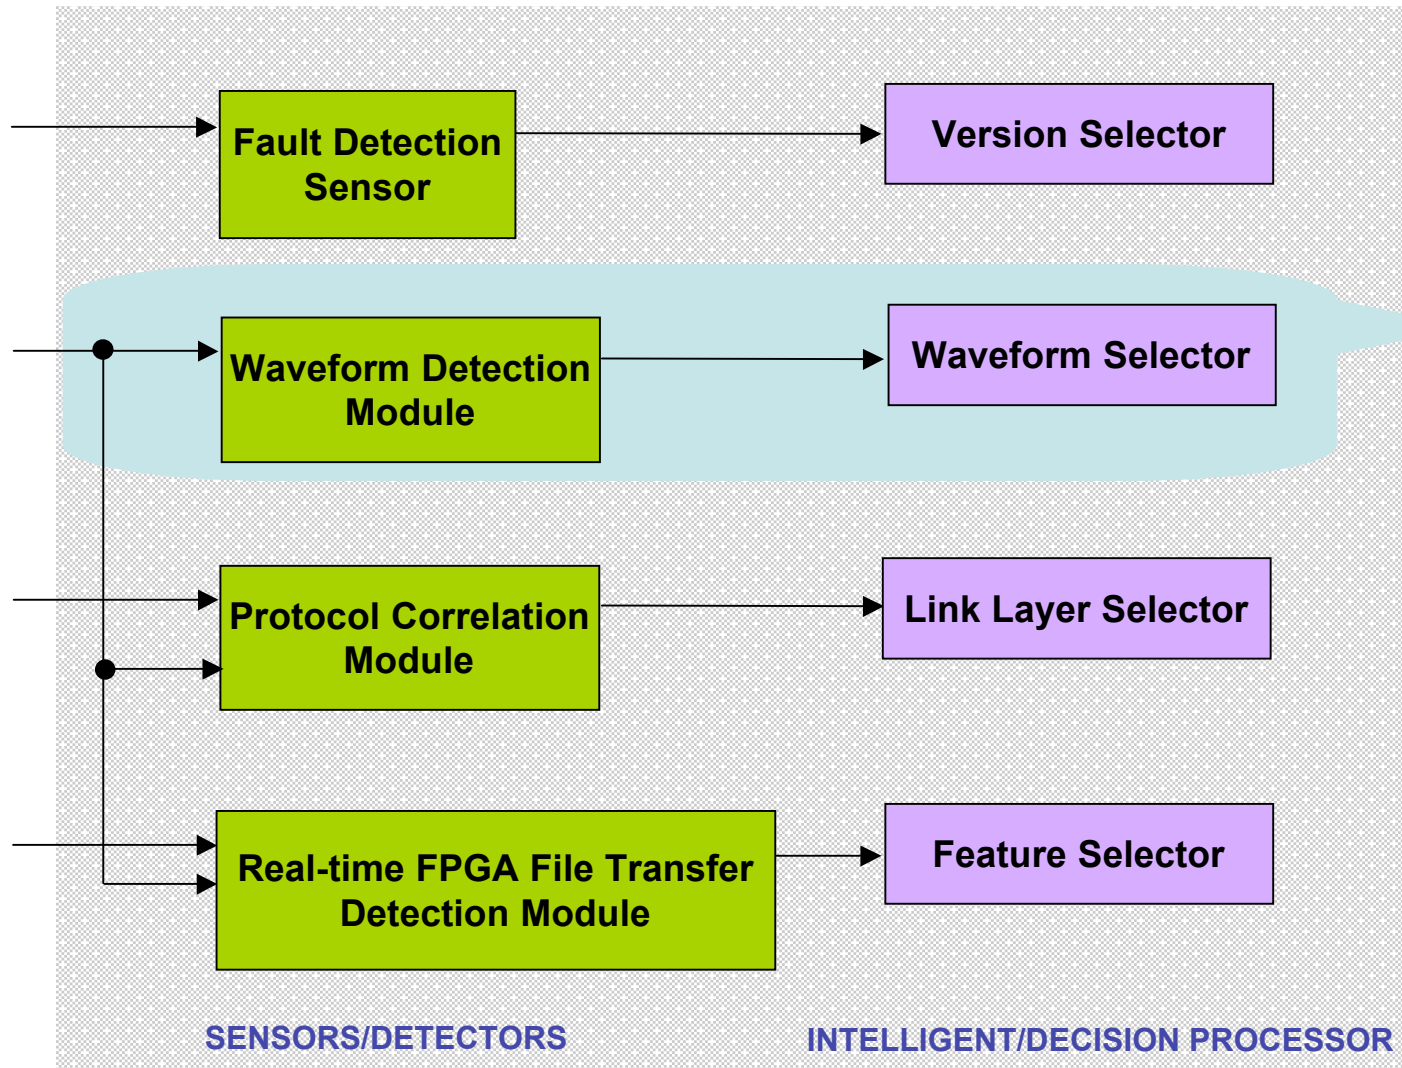 Fault Detection
Sensor
Version Selector
Waveform Detection
Module
Waveform Selector
Protocol Correlation
Module
Link Layer Selector
Real-time FPGA File Transfer
Detection Module
Feature Selector
SENSORS/DETECTORS
INTELLIGENT/DECISION PROCESSOR